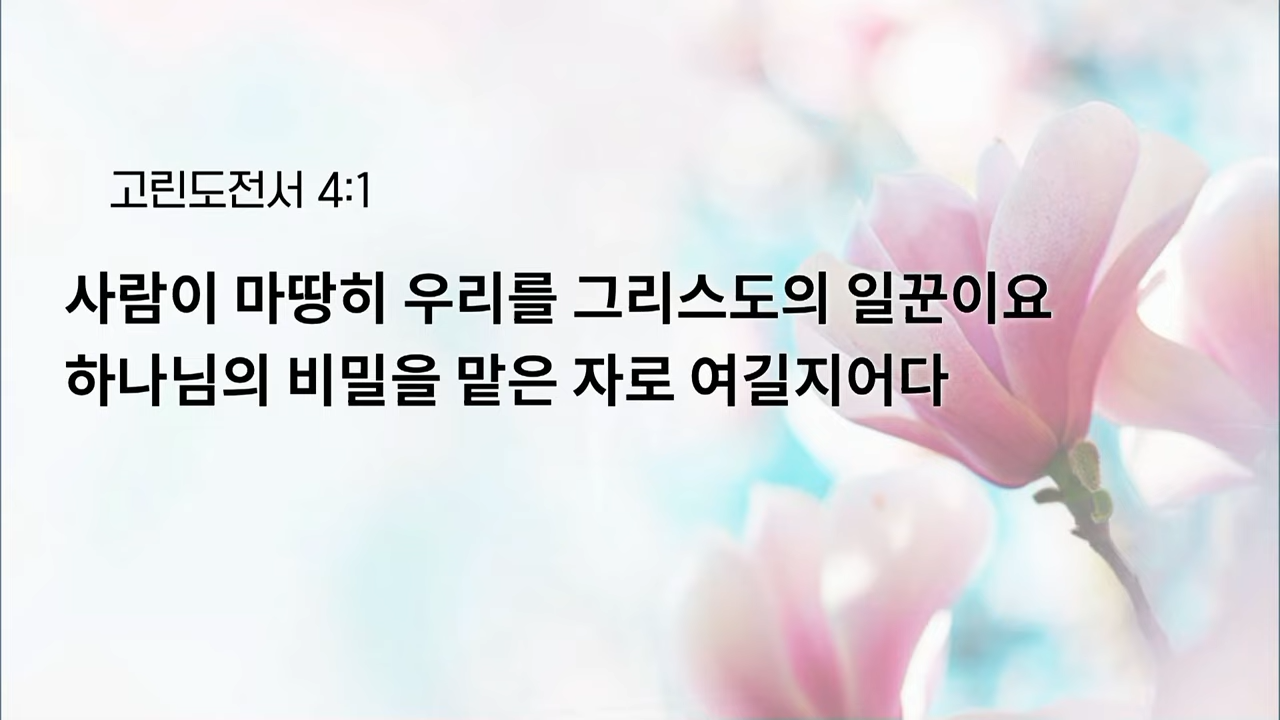 고린도전서 4:1
사람이 마땅히 우리를 그리스도의 일꾼이요
하나님의 비밀을 맡은 자로 여길지어다